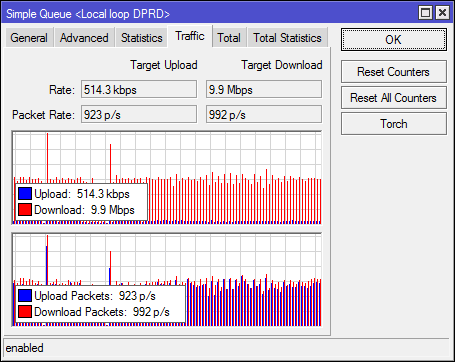 Simple Queue <Local loop DPRD>
General Advanced Statistics Traffic Total Total Statistics
Target Upload Target Download
Rate: 514.3 kbps 9.9 Mbps
Packet Rate: 923 p/s 992 p/s
Upload: 514.3 kbps
Download: 9.9 Mbps
Upload Packets: 923 p/s
Download Packets: 992 p/s
OK
Reset Counters
Reset All Counters
Torch
enabled